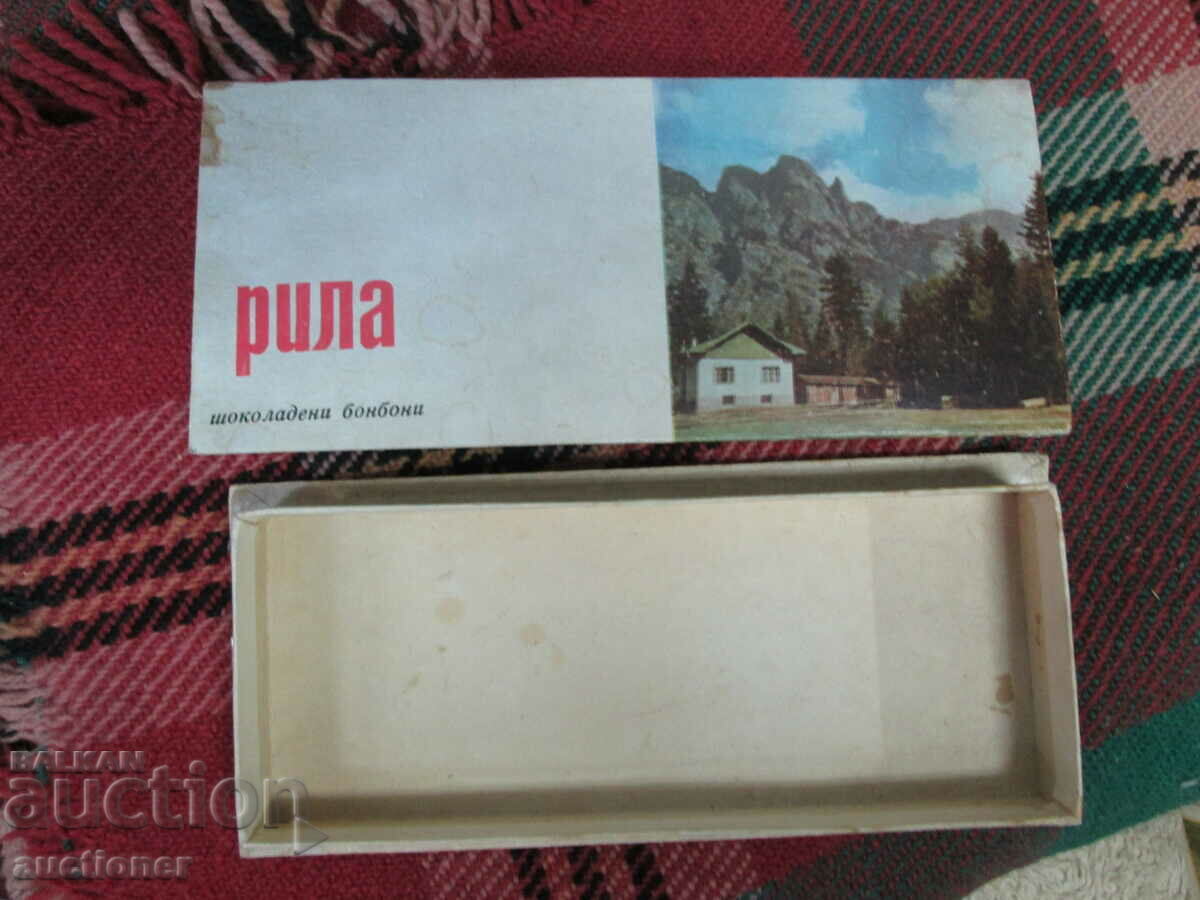 рила
шоколадени бонбони
BALKAN
auction
auctioner